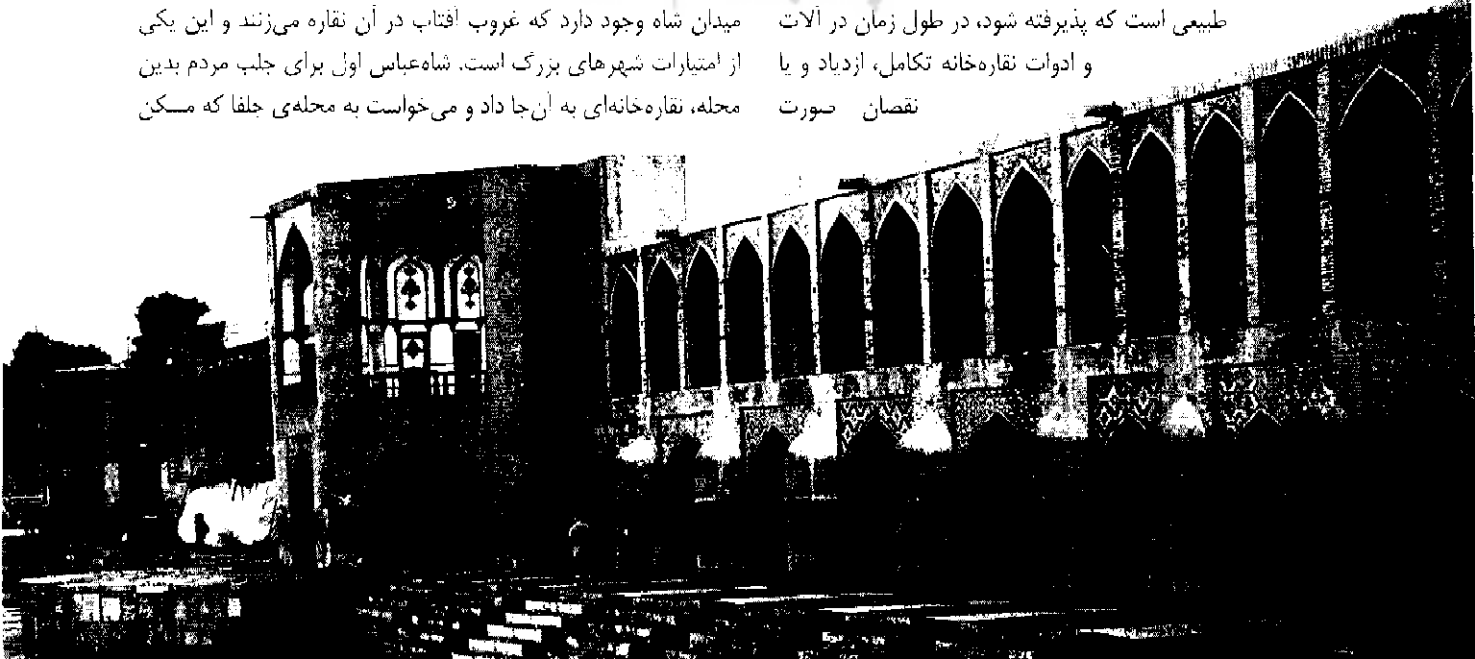 طبیعی است که پذیرفته شود، در طول زمان در آلات
و ادوات نقاره‌خانه تکامل، ازدیاد و یا
نقصان صورت
میدان شاه وجود دارد که غروب آفتاب در آن نقاره می‌زنند و این یکی
از امتیازات شهرهای بزرگ است. شاه‌عباس اول برای جلب مردم بدین
محله، نقاره‌خانه‌ای به آن‌جا داد و می‌خواست به محله‌ی جلفا که مسکن